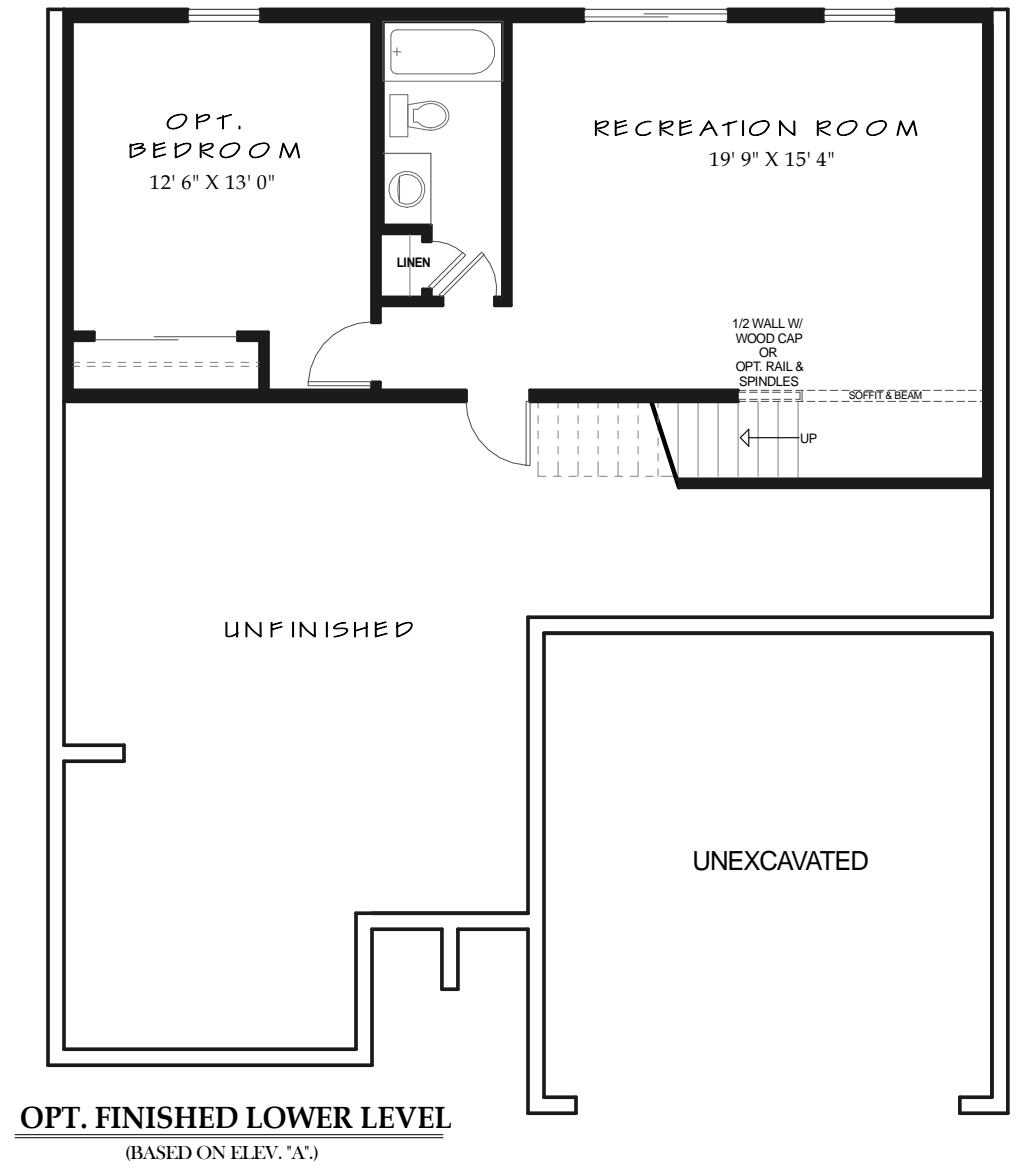 OPT.
BEDROOM
12' 6" X 13' 0"
RECREATION ROOM
19' 9" X 15' 4"
LINEN
1/2 WALL W/
WOOD CAP
OR
OPT. RAIL &
SPINDLES
SOFFIT & BEAM
UP
UNFINISHED
UNEXCAVATED
OPT. FINISHED LOWER LEVEL
(BASED ON ELEV. "A".)